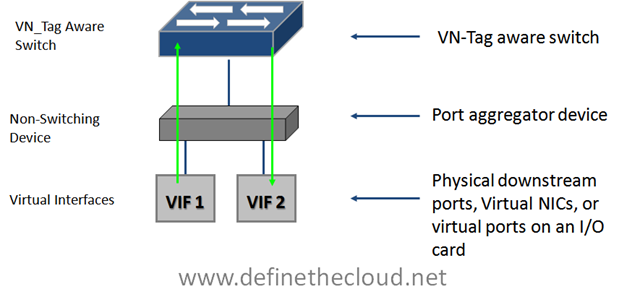 VN_Tag Aware
Switch
VN-Tag aware switch
Non-Switching
Device
Port aggregator device
Virtual Interfaces
VIF 1
VIF 2
Physical downstream
ports, Virtual NICs, or
virtual ports on an I/O
card
www.definethecloud.net